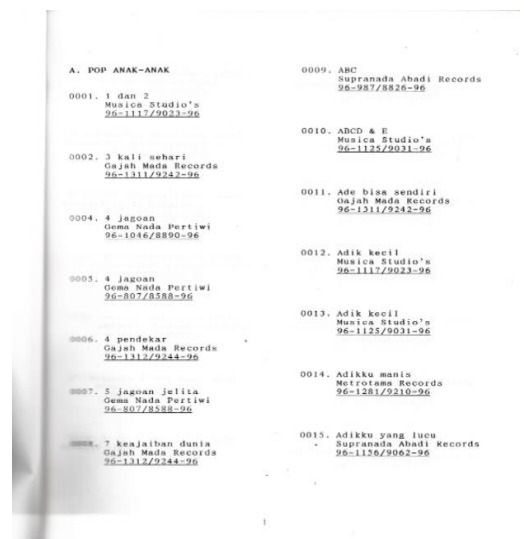 A. POP ANAK-ANAK
0001. 1 dan 2
Musica Studio's
96-1117/9023-96
0002. 3 kali sehari
Gajah Mada Records
96-1311/9242-96
0004. 4 jagoan
Gema Nada Pertiwi
96-1046/8890-96
0005. 4 jagoan
Gema Nada Pertiwi
96-807/8588-96
0006. 4 pendekar
Gajah Mada Records
96-1312/9244-96
0007. 5 jagoan jelita
Gema Nada Pertiwi
96-807/8588-96
0008. 7 keajaiban dunia
Gajah Mada Records
96-1312/9244-96
0009. ABC
Supranada Abadi Records
96-987/8826-96
0010. ABCD & E
Musica Studio's
96-1125/9031-96
0011. Ade bisa sendiri
Gajah Mada Records
96-1311/9242-96
0012. Adik kecil
Musica Studio's
96-1117/9023-96
0013. Adik kecil
Musica Studio's
96-1125/9031-96
0014. Adikku manis
Metrotama Records
96-1281/9210-96
0015. Adikku yang lucu
Supranada Abadi Records
96-1156/9062-96
1